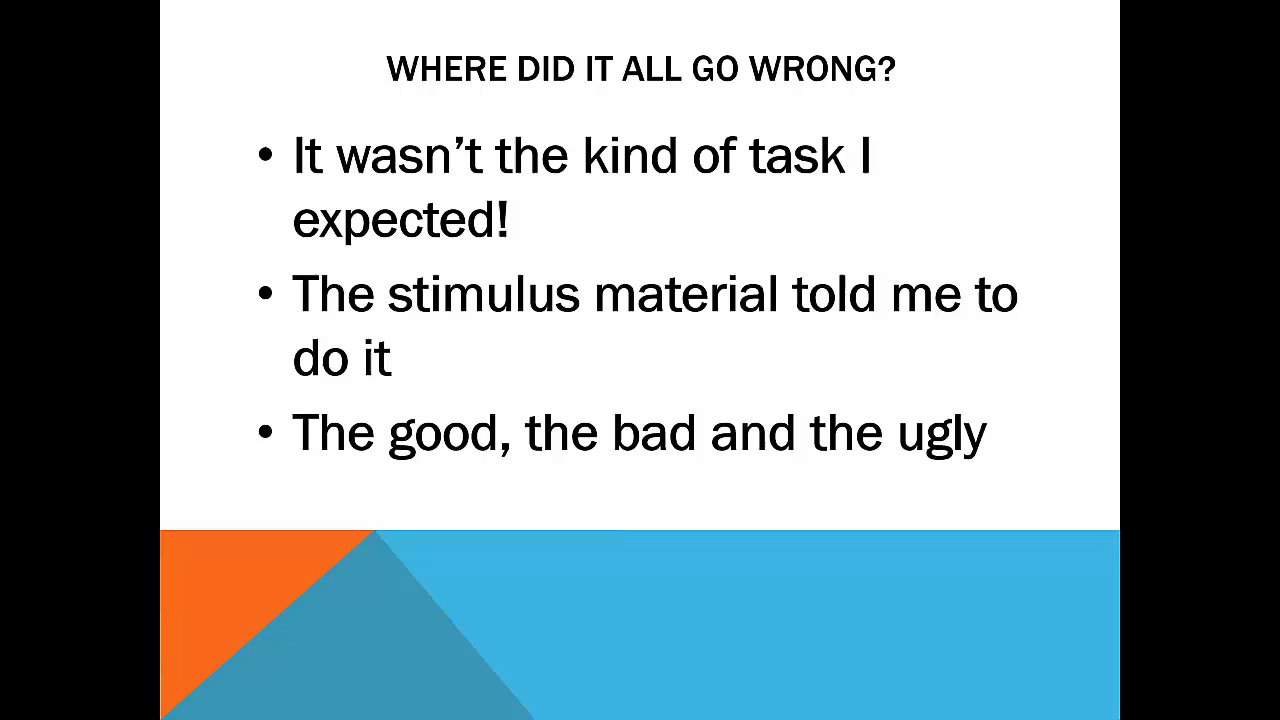 WHERE DID IT ALL GO WRONG?
• It wasn’t the kind of task I
expected!
• The stimulus material told me to
do it
• The good, the bad and the ugly